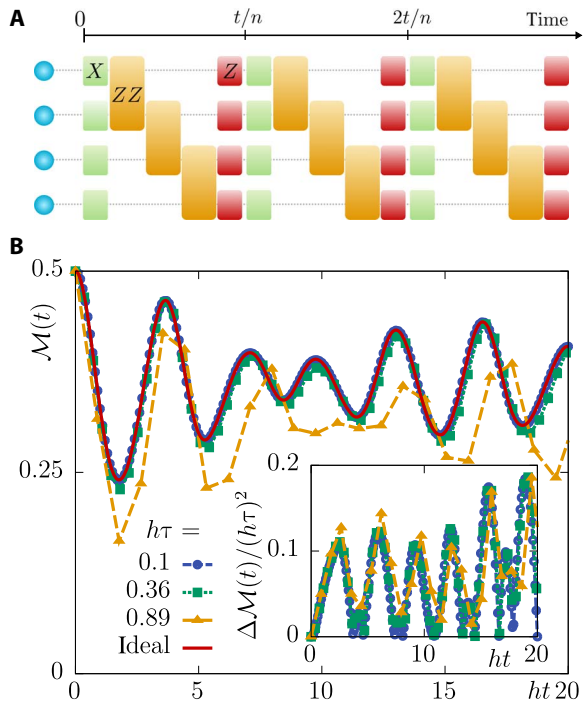 A
0 t/n 2t/n Time
X Z
ZZ
B
0.5
0.25
0
M(t)
hτ =
0.1
0.36
0.89
Ideal
0.2
0.1
0
ΔM(t)/(hτ)²
0 10 ht 20
0 5 10 15 ht 20